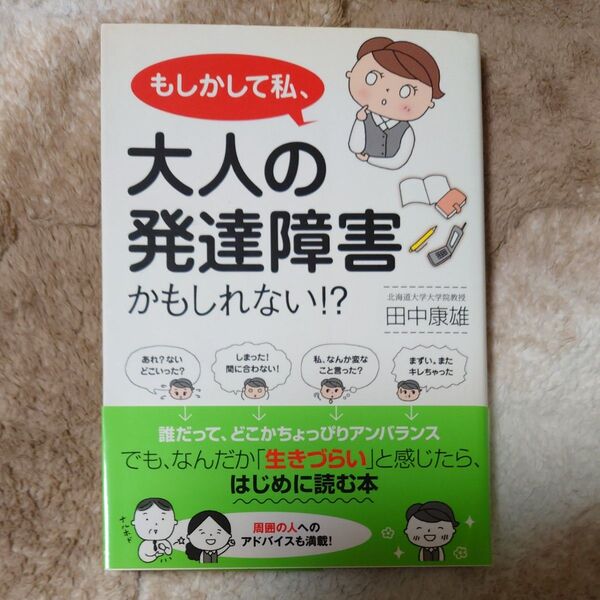 もしかして私、
大人の
発達障害
かもしれない!?
北海道大学大学院教授
田中康雄
あれ?ない
どこいった?
しまった!
間に合わない!
私、なんか変な
こと言った?
まずい。また
キレちゃった
誰だって、どこかちょっぴりアンバランス
でも、なんだか「生きづらい」と感じたら、
はじめに読む本
周囲の人への
アドバイスも満載!
ナルホド